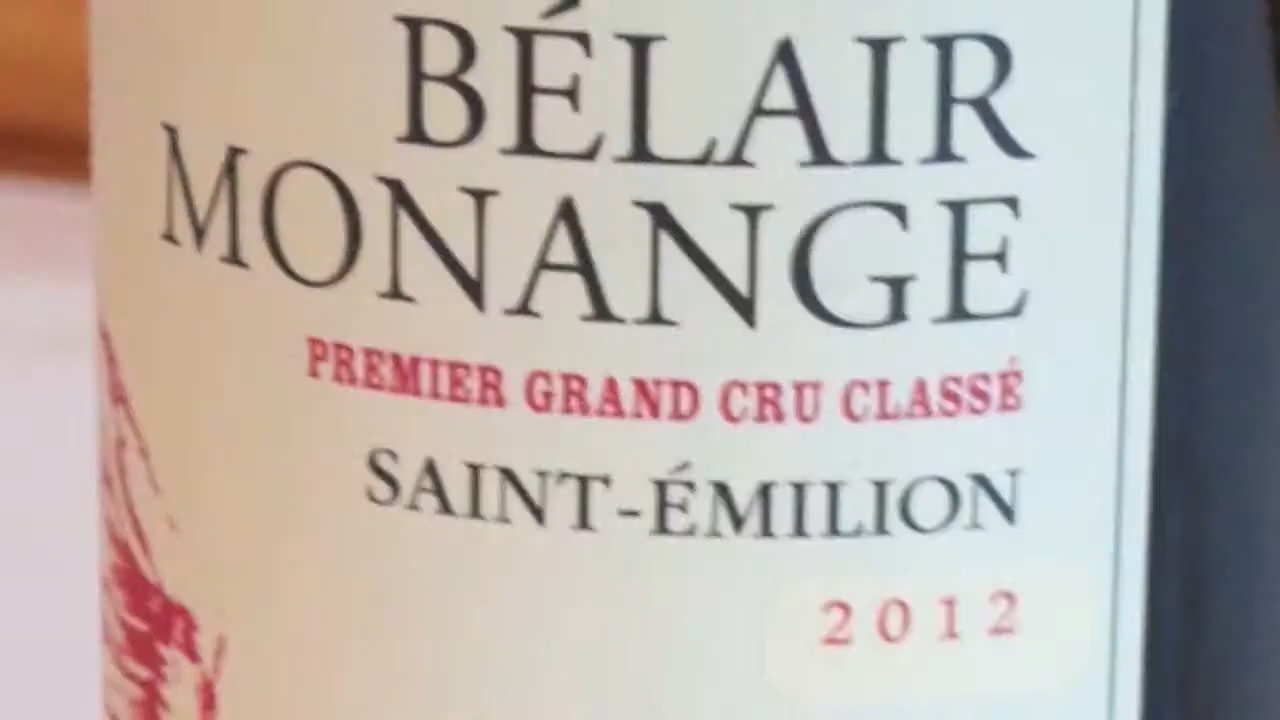 BÉLAIR
MONANGE
PREMIER GRAND CRU CLASSÉ
SAINT-ÉMILION
2012